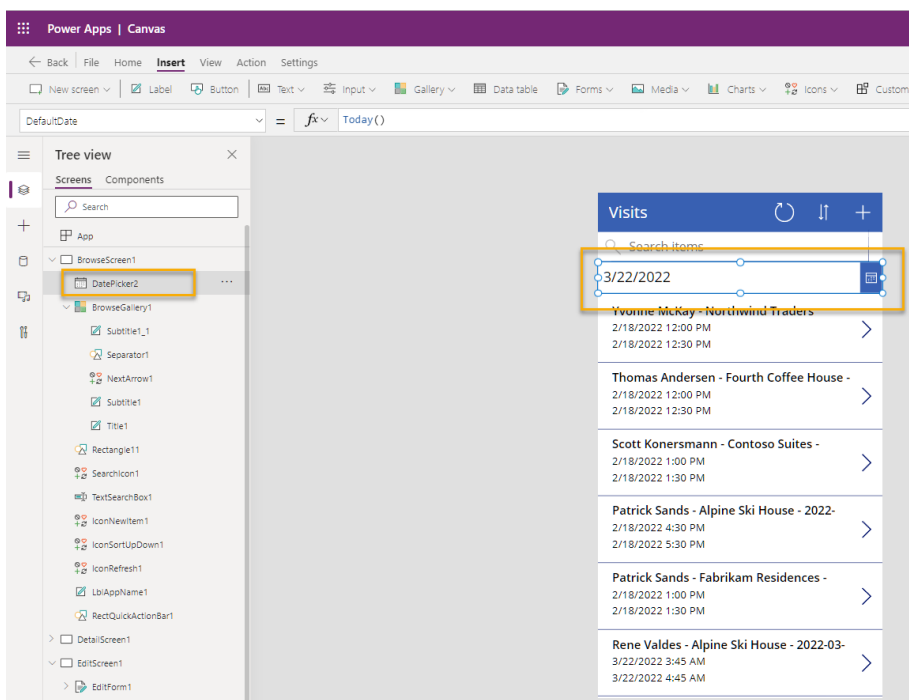 Power Apps | Canvas
Back File Home Insert View Action Settings
New screen Label Button Text Input Gallery Data table Forms Media Charts Icons Custom
DefaultDate = fx Today()
Tree view
Screens Components
Search
App
BrowseScreen1
DatePicker2 ...
BrowseGallery1
Subtitle1_1
Separator1
NextArrow1
Subtitle1
Title1
Rectangle11
SearchIcon1
TextSearchBox1
IconNewItem1
IconSortUpDown1
IconRefresh1
LblAppName1
RectQuickActionBar1
DetailScreen1
EditScreen1
EditForm1
Visits
Search items
3/22/2022
Yvonne McKay - Northwind Traders
2/18/2022 12:00 PM
2/18/2022 12:30 PM
Thomas Andersen - Fourth Coffee House -
2/18/2022 12:00 PM
2/18/2022 12:30 PM
Scott Konersmann - Contoso Suites -
2/18/2022 1:00 PM
2/18/2022 1:30 PM
Patrick Sands - Alpine Ski House - 2022-
2/18/2022 4:30 PM
2/18/2022 5:30 PM
Patrick Sands - Fabrikam Residences -
2/18/2022 1:00 PM
2/18/2022 1:30 PM
Rene Valdes - Alpine Ski House - 2022-03-
3/22/2022 3:45 AM
3/22/2022 4:45 AM